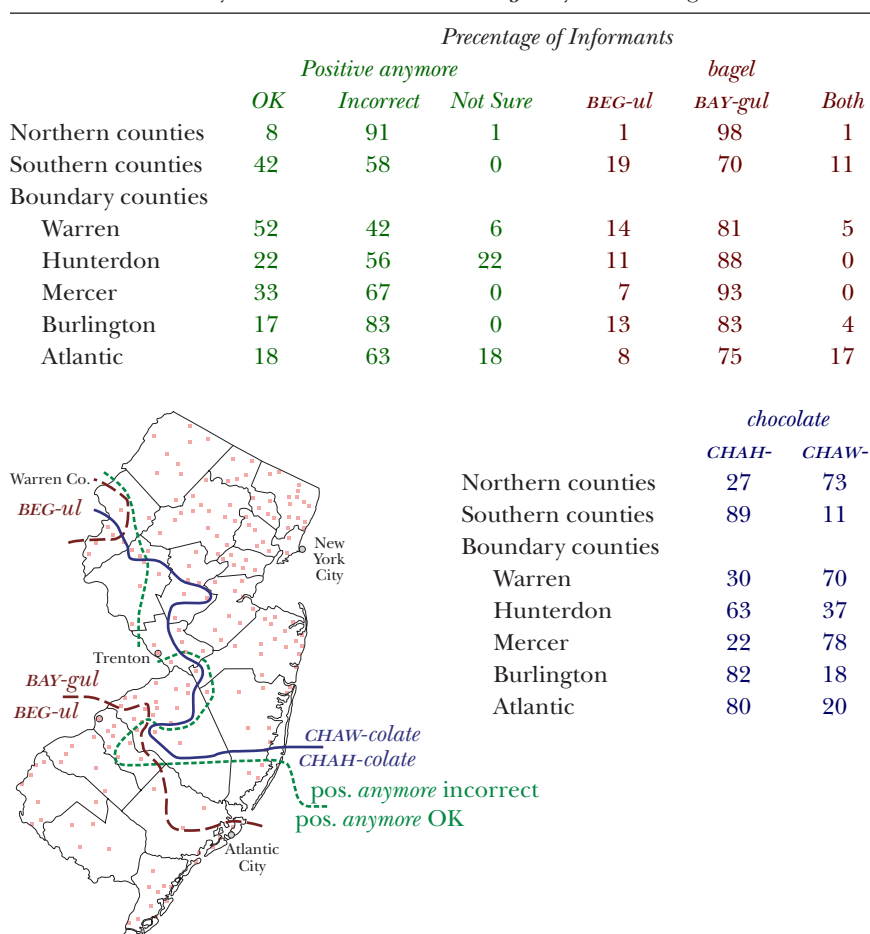 Precentage of Informants
Positive anymore bagel
OK Incorrect Not Sure BEG-ul BAY-gul Both
Northern counties 8 91 1 1 98 1
Southern counties 42 58 0 19 70 11
Boundary counties
Warren 52 42 6 14 81 5
Hunterdon 22 56 22 11 88 0
Mercer 33 67 0 7 93 0
Burlington 17 83 0 13 83 4
Atlantic 18 63 18 8 75 17
chocolate
CHAH- CHAW-
Northern counties 27 73
Southern counties 89 11
Boundary counties
Warren 30 70
Hunterdon 63 37
Mercer 22 78
Burlington 82 18
Atlantic 80 20
Warren Co.
BEG-ul
New
York
City
Trenton
BAY-gul
BEG-ul
CHAW-colate
CHAH-colate
pos. anymore incorrect
pos. anymore OK
Atlantic
City